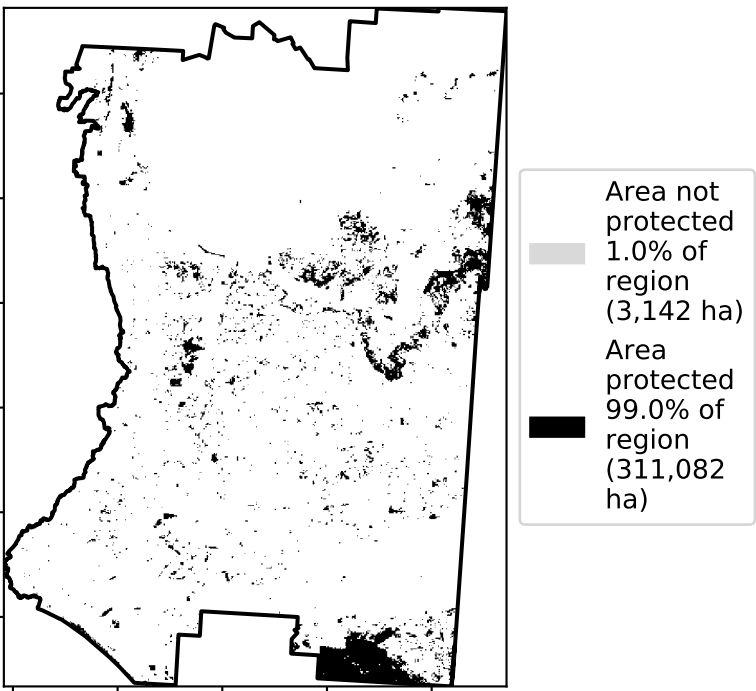 Area not
protected
1.0% of
region
(3,142 ha)
Area
protected
99.0% of
region
(311,082
ha)